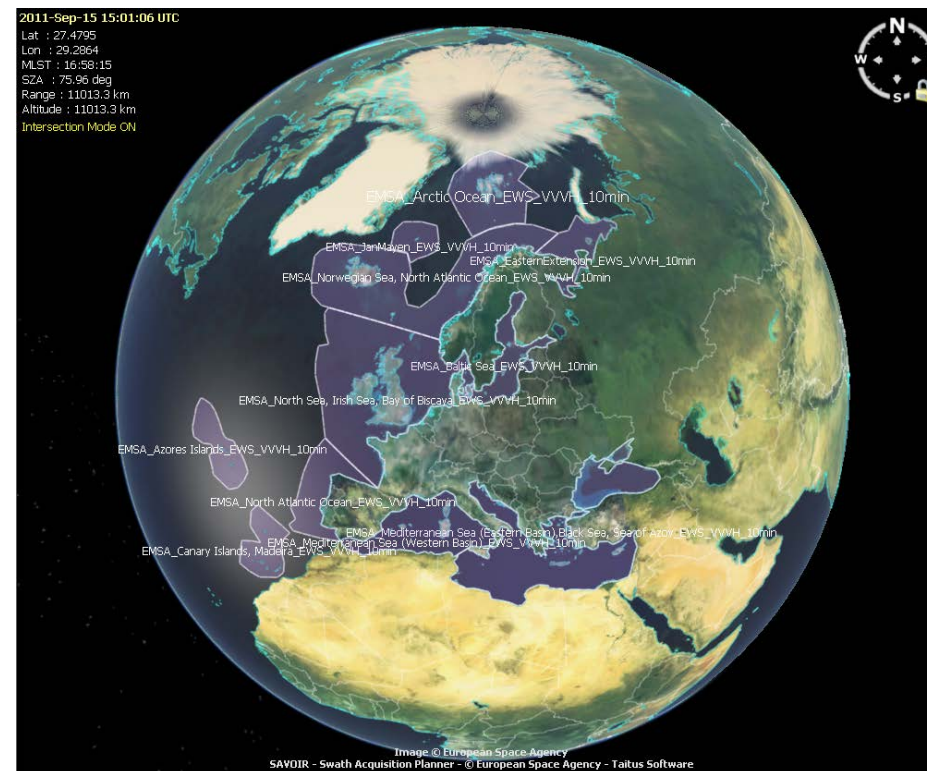 2011-Sep-15 15:01:06 UTC
Lat : 27.4795
Lon : 29.2864
MLST : 16:58:15
SZA : 75.96 deg
Range : 11013.3 km
Altitude : 11013.3 km
Intersection Mode ON
N
W
S
EMSA_Arctic Ocean_EWS_VVVH_10min
EMSA_JanMayen_EWS_VVVH_10min
EMSA_EasternExtension_EWS_VVVH_10min
EMSA_Norwegian Sea, North Atlantic Ocean_EWS_VVVH_10min
EMSA_Baltic Sea_EWS_VVVH_10min
EMSA_North Sea, Irish Sea, Bay of Biscaya_EWS_VVVH_10min
EMSA_Azores Islands_EWS_VVVH_10min
EMSA_North Atlantic Ocean_EWS_VVVH_10min
EMSA_Mediterranean Sea (Eastern Basin),Black Sea, Sea of Azov_EWS_VVVH_10min
EMSA_Mediterranean Sea (Western Basin)_EWS_VVVH_10min
EMSA_Canary Islands, Madeira_EWS_VVVH_10min
Image © European Space Agency
SAVOIR - Swath Acquisition Planner - © European Space Agency - Taitus Software